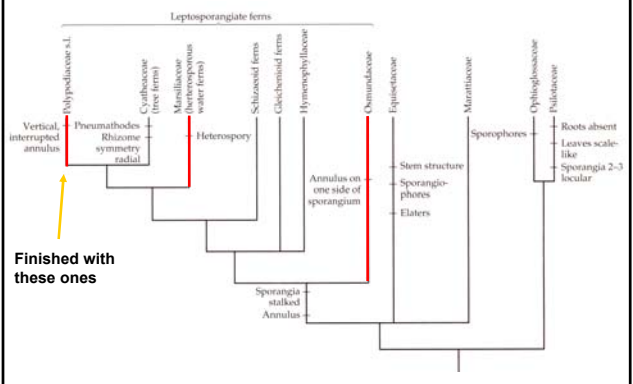 Leptosporangiate ferns
Polypodiaceae s.l.
Cyatheaceae
(tree ferns)
Marsiliaceae
(herterosporous
water ferns)
Schizaeoid ferns
Gleichenioid ferns
Hymenophyllaceae
Osmundaceae
Equisetaceae
Marattiaceae
Ophioglossaceae
Psilotaceae
Vertical,
interrupted
annulus
Pneumathodes
Rhizome
symmetry
radial
Heterospory
Annulus on
one side of
sporangium
Stem structure
Sporangio-
phores
Elaters
Sporophores
Roots absent
Leaves scale-
like
Sporangia 2–3
locular
Finished with
these ones
Sporangia
stalked
Annulus